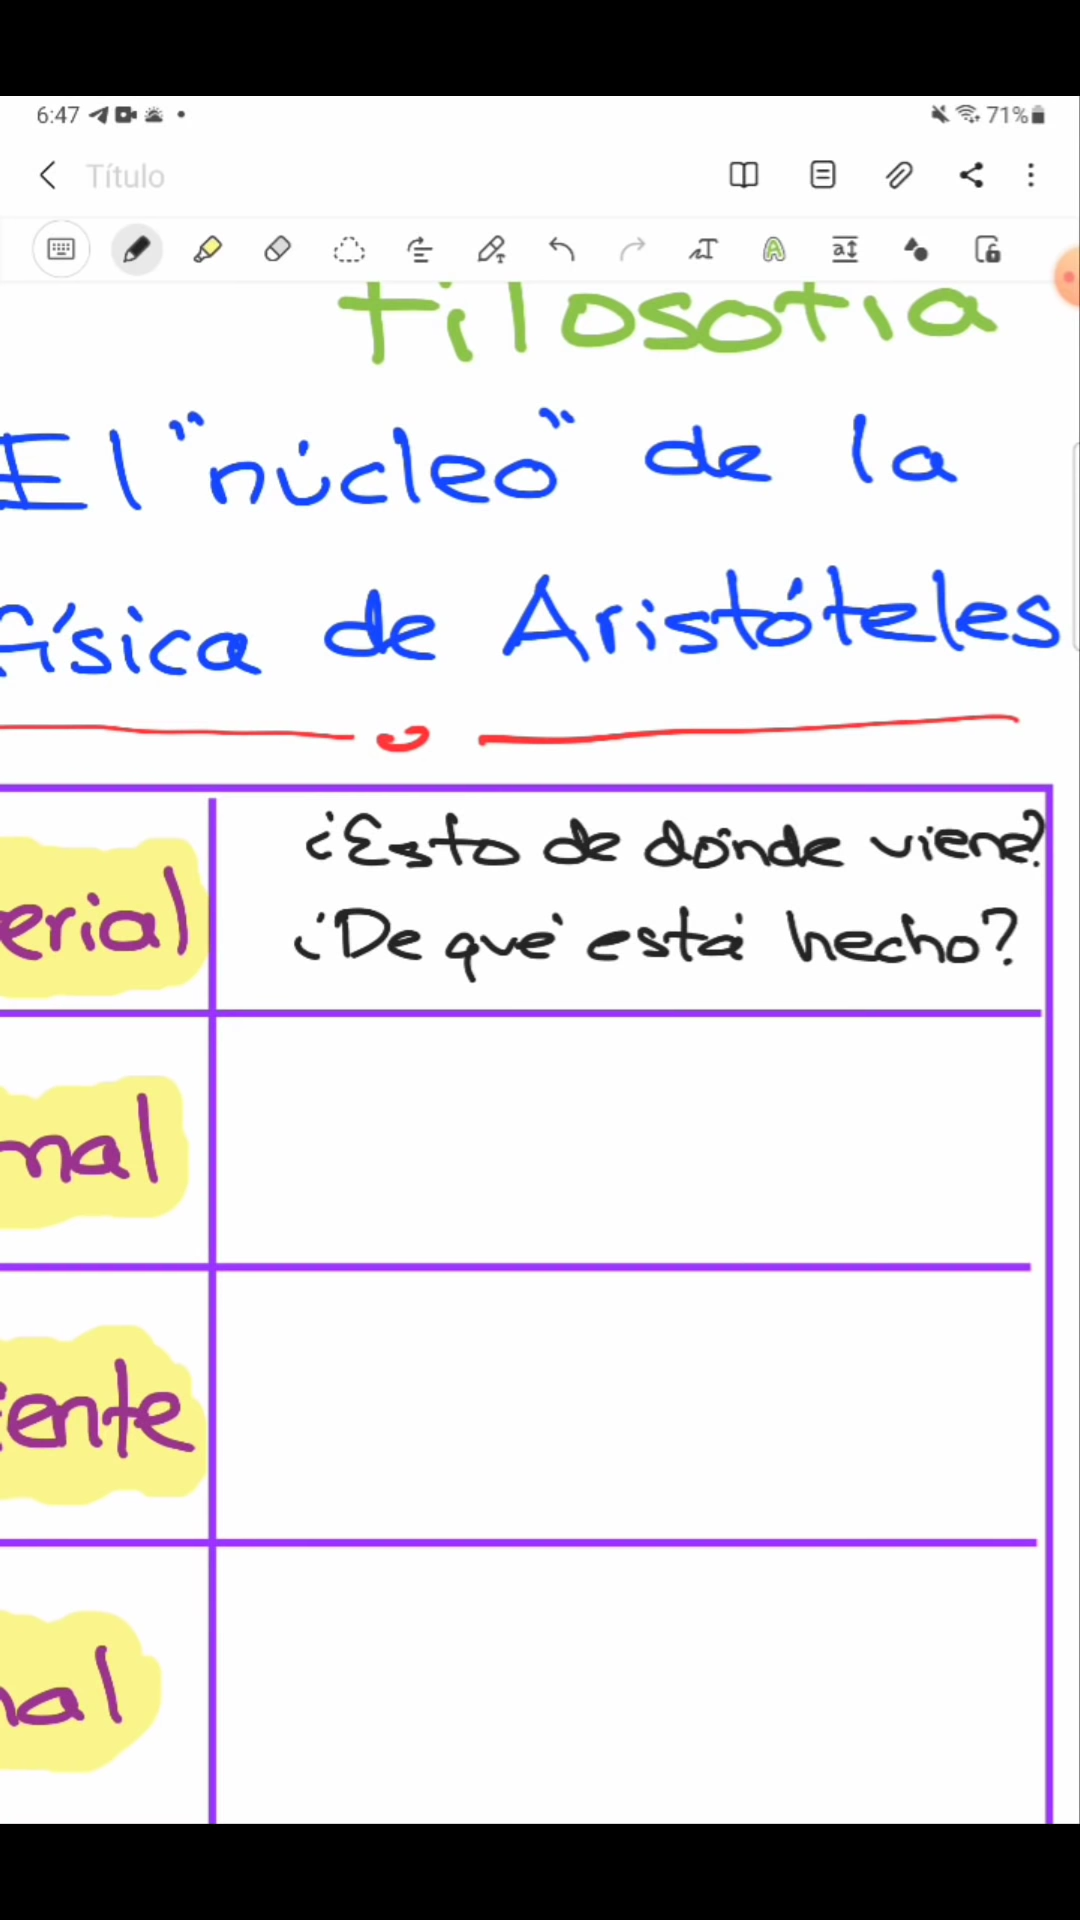 6:47
71%
Título
Filosofía
El "núcleo" de la
física de Aristóteles
erial
¿Esto de dónde viene?
¿De qué está hecho?
mal
iente
nal